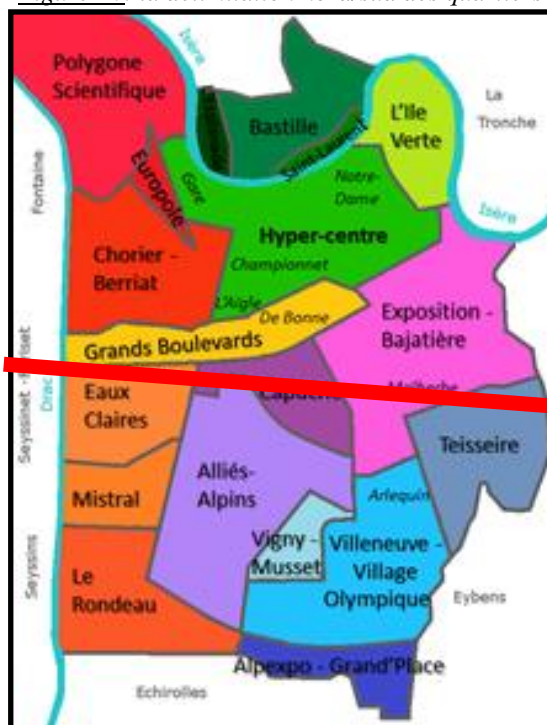 Isère
Polygone
Scientifique
La
Tronche
L'Ile
Verte
Bastille
Saint-Laurent
Europole
Gare
Notre-
Dame
Isère
Fontaine
Hyper-centre
Chorier -
Berriat
Championnet
L'Aigle
De Bonne
Exposition -
Bajatière
Grands Boulevards
Seyssinet -
Drac
Eaux
Claires
Teisseire
Alliés-
Alpins
Mistral
Arlequin
Vigny -
Musset
Villeneuve -
Village
Olympique
Seyssins
Le
Rondeau
Eybens
Alpexpo - Grand'Place
Echirolles